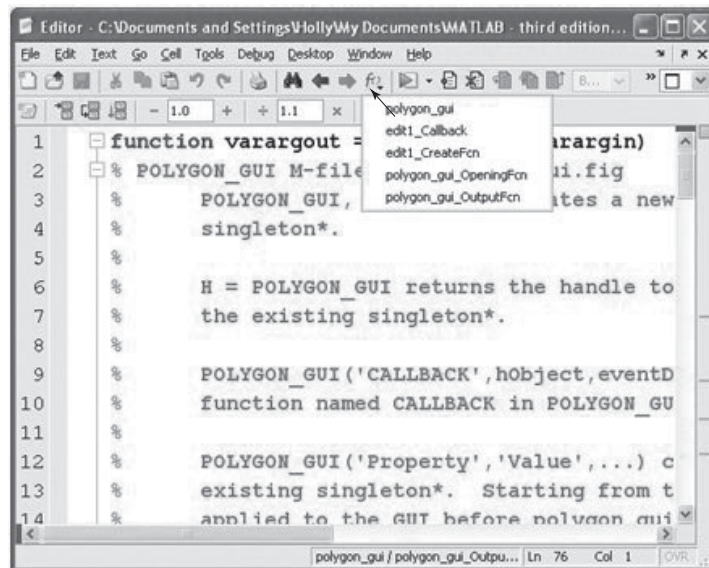 Editor - C:\Documents and Settings\Holly\My Documents\MATLAB - third edition...
File Edit Text Go Cell Tools Debug Desktop Window Help
B...
- 1.0 + ÷ 1.1 ×
polygon_gui
edit1_Callback
edit1_CreateFcn
polygon_gui_OpeningFcn
polygon_gui_OutputFcn
1 function varargout = rarargin)
2 % POLYGON_GUI M-file ui.fig
3 % POLYGON_GUI, ates a new
4 % singleton*.
5 %
6 % H = POLYGON_GUI returns the handle to
7 % the existing singleton*.
8 %
9 % POLYGON_GUI('CALLBACK',hObject,eventD
10 % function named CALLBACK in POLYGON_GU
11 %
12 % POLYGON_GUI('Property','Value',...) c
13 % existing singleton*. Starting from t
14 % applied to the GUI before polygon_gui
polygon_gui / polygon_gui_Outpu... Ln 76 Col 1 OVR